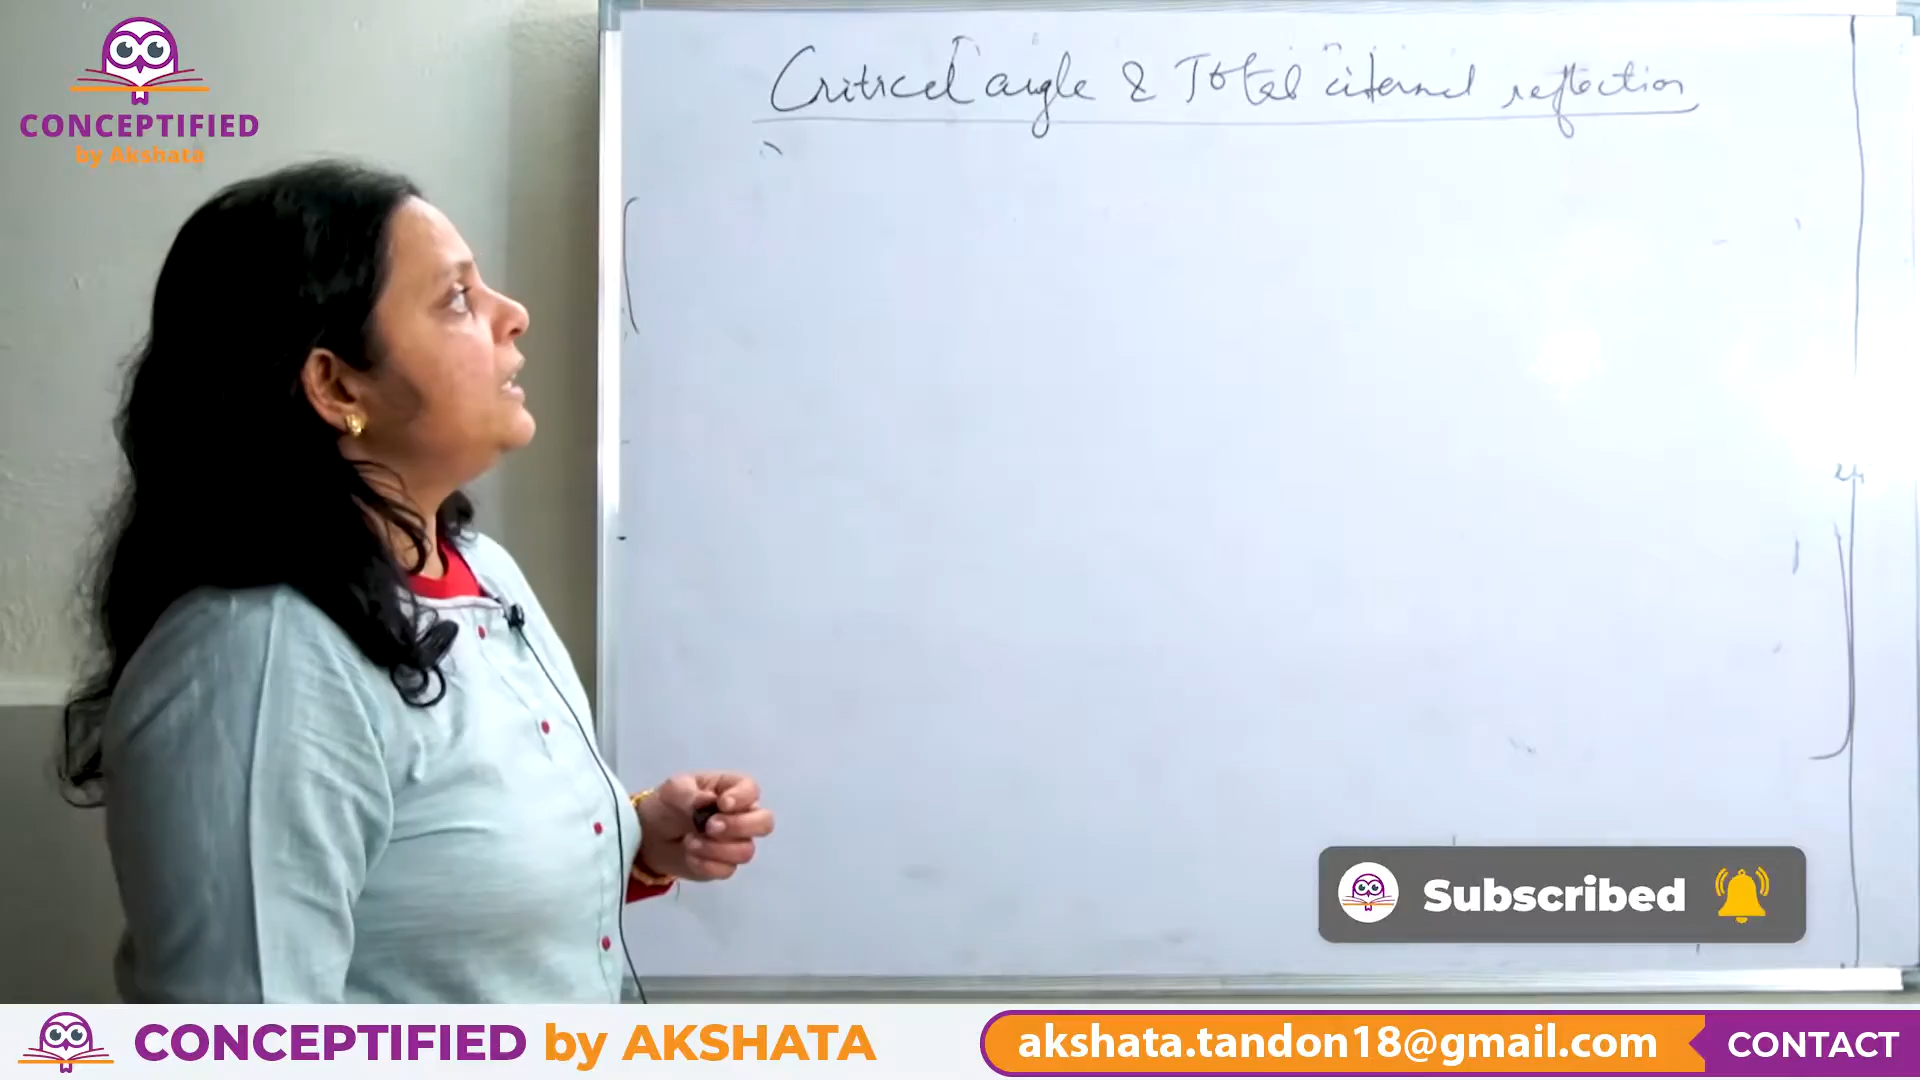 CONCEPTIFIED
by Akshata
Critical angle & Total internal reflection
Subscribed
CONCEPTIFIED by AKSHATA
akshata.tandon18@gmail.com
CONTACT